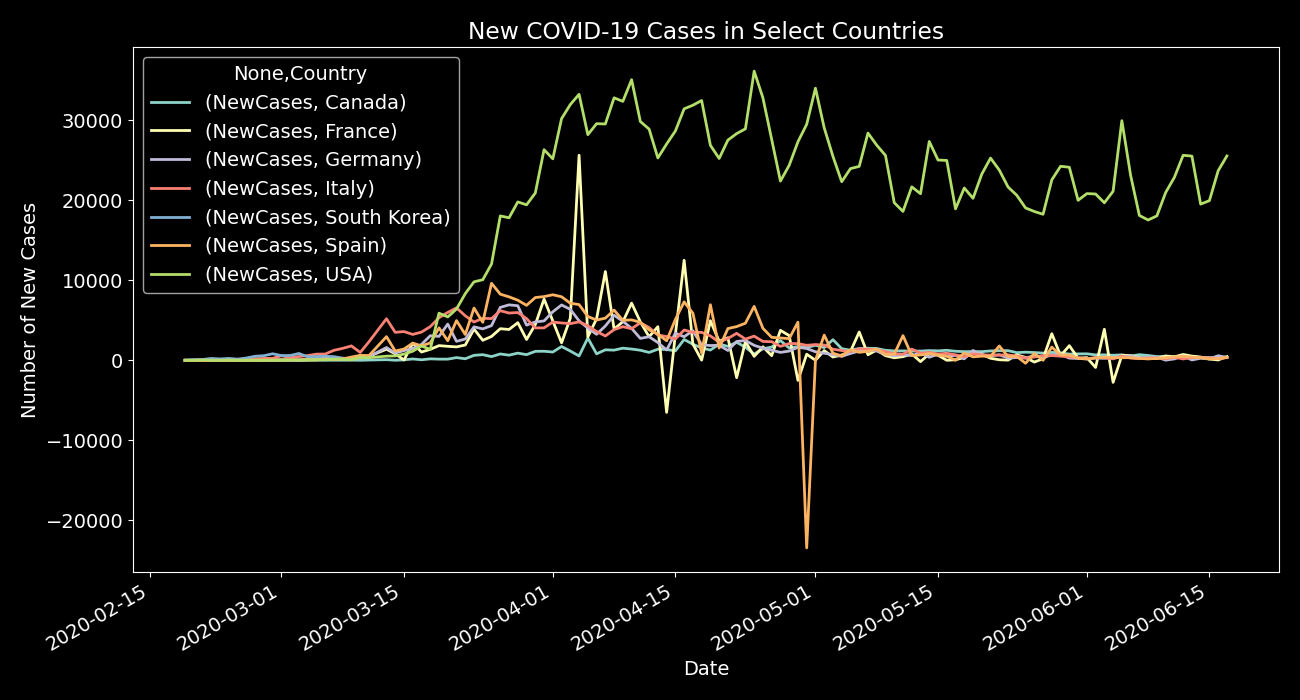 New COVID-19 Cases in Select Countries
None,Country
(NewCases, Canada)
(NewCases, France)
(NewCases, Germany)
(NewCases, Italy)
(NewCases, South Korea)
(NewCases, Spain)
(NewCases, USA)
Number of New Cases
30000
20000
10000
0
−10000
−20000
2020-02-15
2020-03-01
2020-03-15
2020-04-01
2020-04-15
2020-05-01
2020-05-15
2020-06-01
2020-06-15
Date